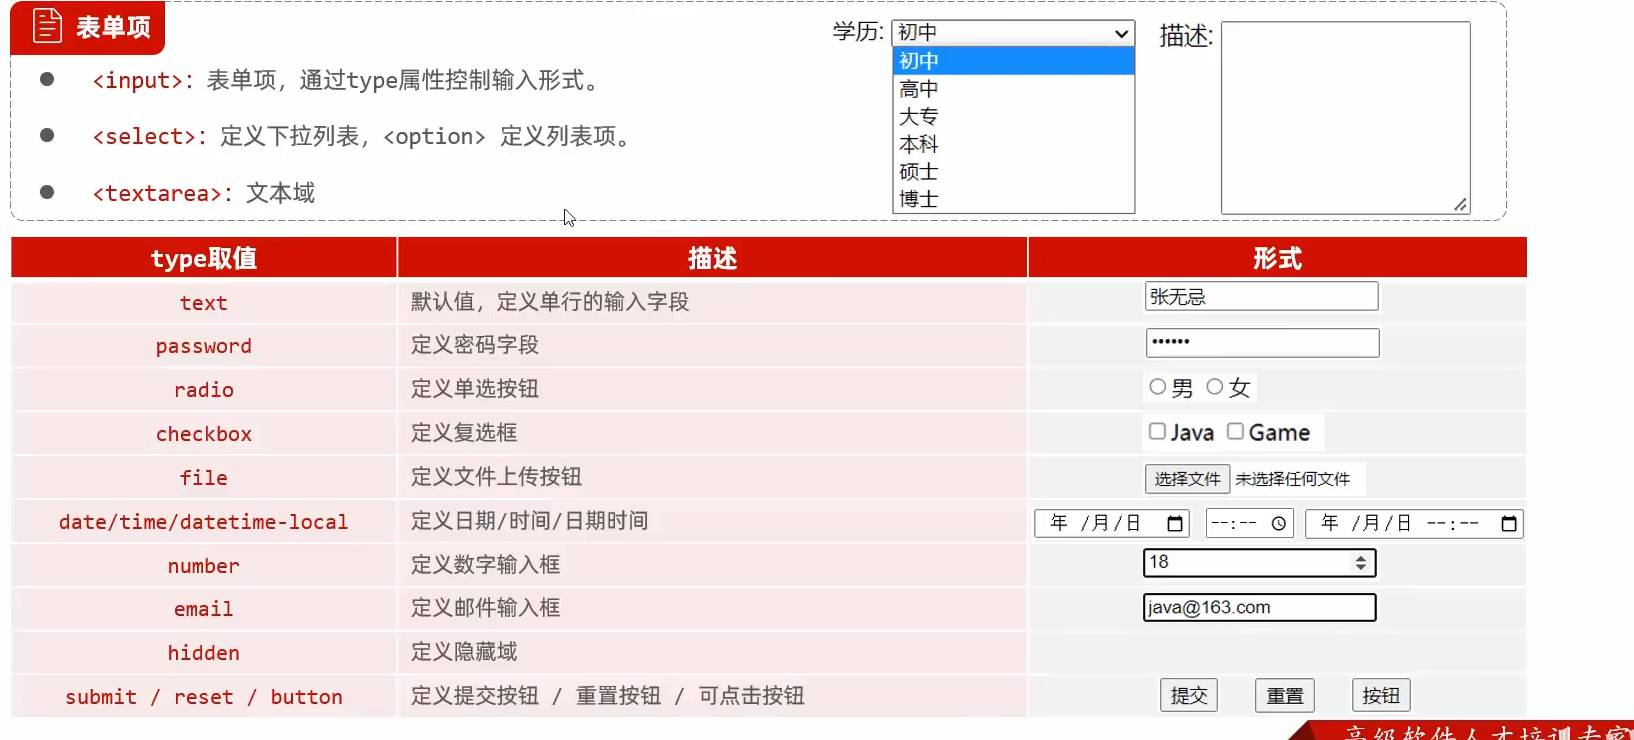 表单项
<input>：表单项，通过type属性控制输入形式。
<select>：定义下拉列表，<option> 定义列表项。
<textarea>：文本域
学历: 初中
初中
高中
大专
本科
硕士
博士
描述:
type取值 描述 形式
text 默认值，定义单行的输入字段 张无忌
password 定义密码字段 ••••••
radio 定义单选按钮 男 女
checkbox 定义复选框 Java Game
file 定义文件上传按钮 选择文件 未选择任何文件
date/time/datetime-local 定义日期/时间/日期时间 年 /月/日 --:-- 年 /月/日 --:--
number 定义数字输入框 18
email 定义邮件输入框 java@163.com
hidden 定义隐藏域
submit / reset / button 定义提交按钮 / 重置按钮 / 可点击按钮 提交 重置 按钮
高级软件人才培训专家